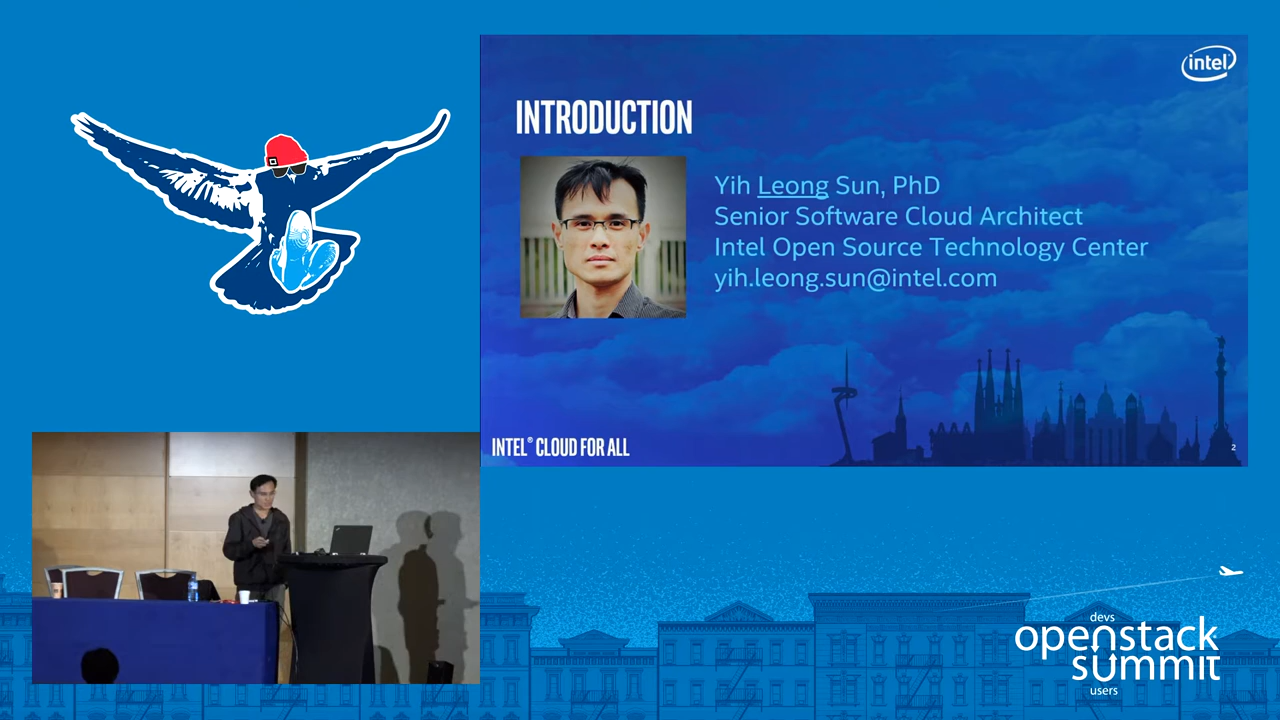 intel
INTRODUCTION
Yih Leong Sun, PhD
Senior Software Cloud Architect
Intel Open Source Technology Center
yih.leong.sun@intel.com
INTEL® CLOUD FOR ALL
2
devs
openstack
summit
users